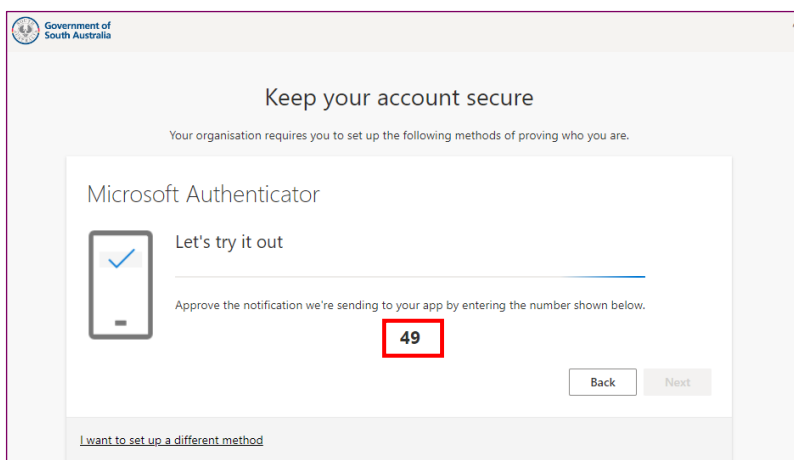 Government of
South Australia
Keep your account secure
Your organisation requires you to set up the following methods of proving who you are.
Microsoft Authenticator
Let's try it out
Approve the notification we're sending to your app by entering the number shown below.
49
Back
Next
I want to set up a different method